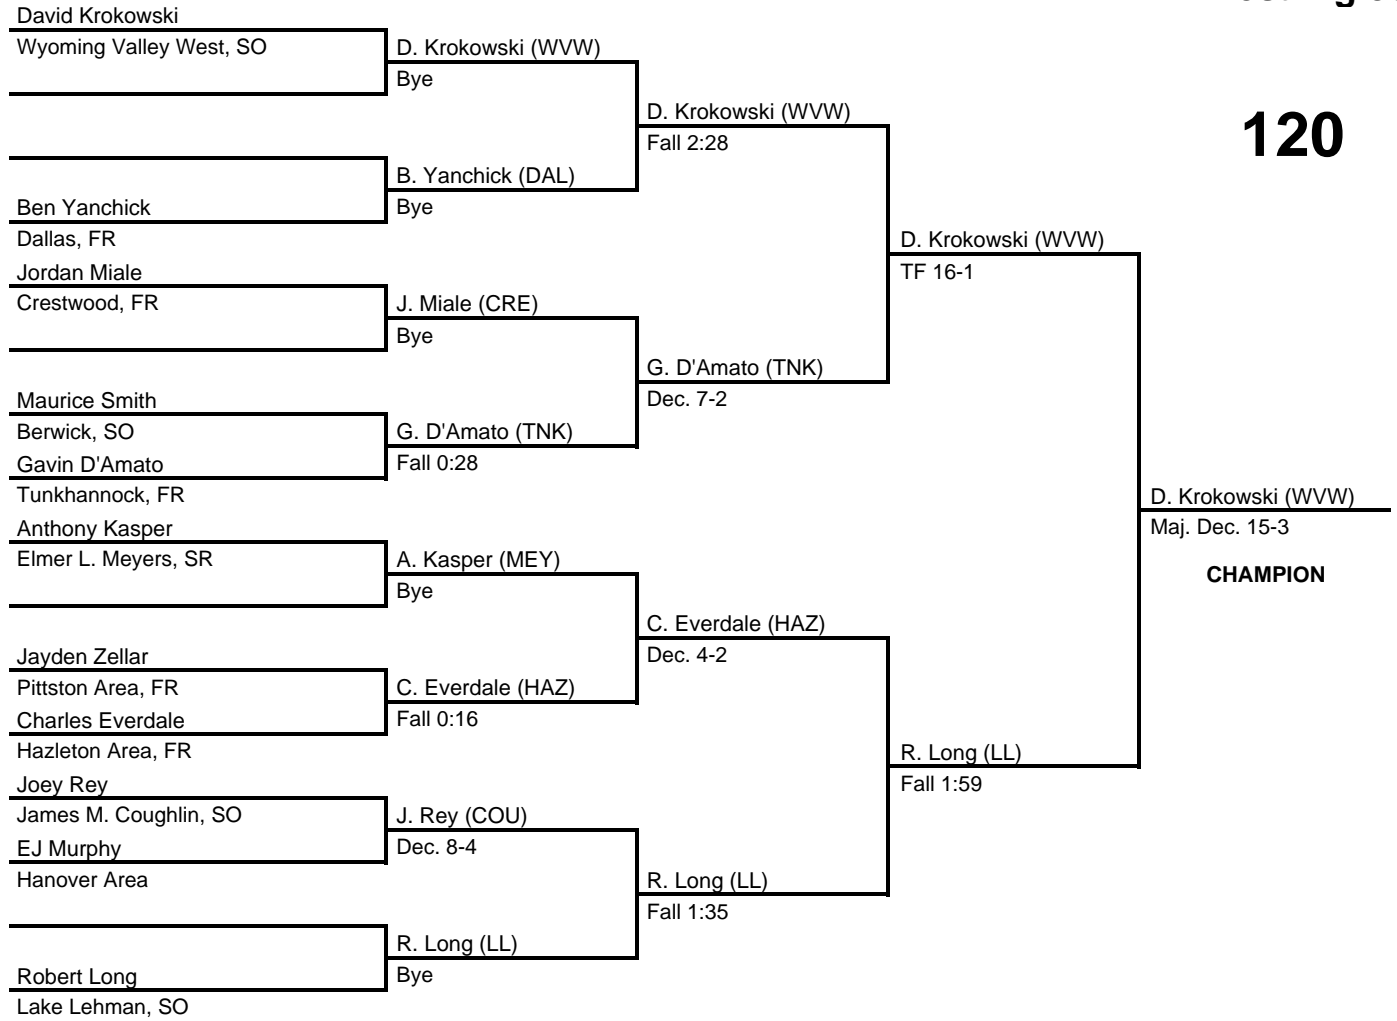 David Krokowski
Wyoming Valley West, SO
D. Krokowski (WVW)
Bye
D. Krokowski (WVW)
Fall 2:28
120
B. Yanchick (DAL)
Bye
Ben Yanchick
Dallas, FR
D. Krokowski (WVW)
TF 16-1
Jordan Miale
Crestwood, FR
J. Miale (CRE)
Bye
G. D'Amato (TNK)
Dec. 7-2
Maurice Smith
Berwick, SO
G. D'Amato (TNK)
Fall 0:28
Gavin D'Amato
Tunkhannock, FR
D. Krokowski (WVW)
Maj. Dec. 15-3
CHAMPION
Anthony Kasper
Elmer L. Meyers, SR
A. Kasper (MEY)
Bye
C. Everdale (HAZ)
Dec. 4-2
Jayden Zellar
Pittston Area, FR
C. Everdale (HAZ)
Fall 0:16
Charles Everdale
Hazleton Area, FR
R. Long (LL)
Fall 1:59
Joey Rey
James M. Coughlin, SO
J. Rey (COU)
Dec. 8-4
EJ Murphy
Hanover Area
R. Long (LL)
Fall 1:35
R. Long (LL)
Bye
Robert Long
Lake Lehman, SO